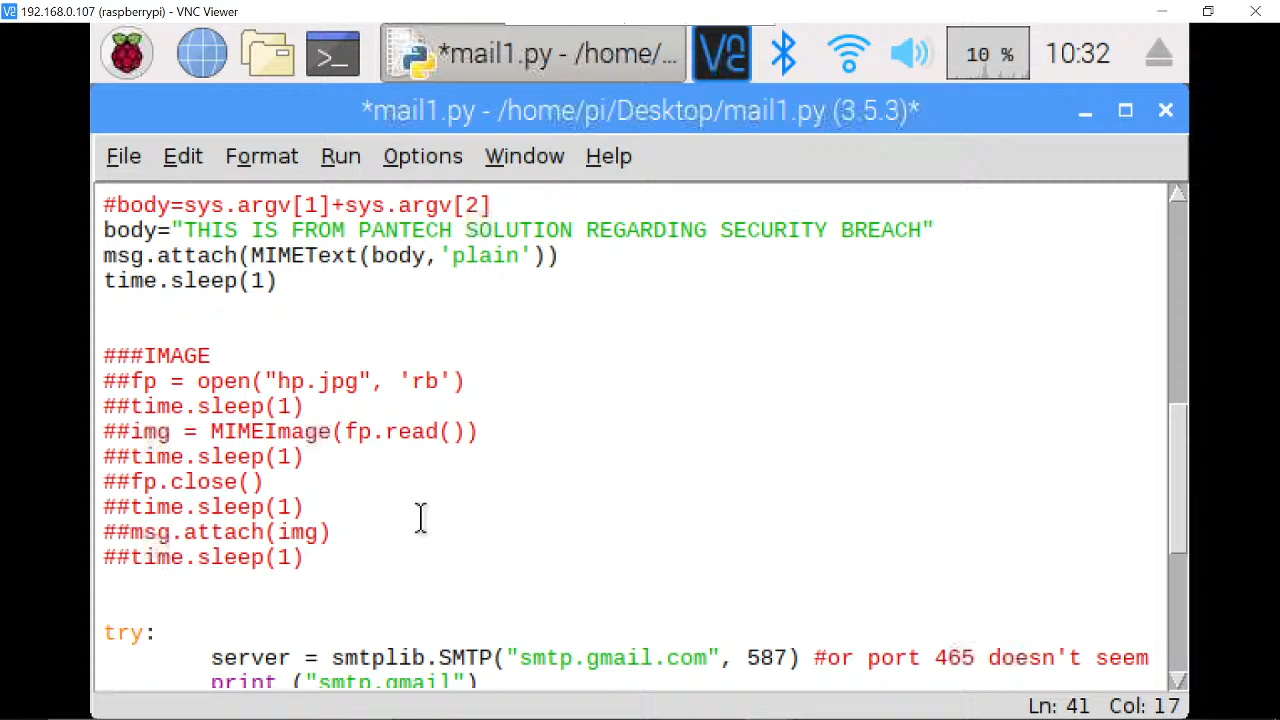 192.168.0.107 (raspberrypi) - VNC Viewer
*mail1.py - /home/... 10 % 10:32
*mail1.py - /home/pi/Desktop/mail1.py (3.5.3)*
File Edit Format Run Options Window Help
#body=sys.argv[1]+sys.argv[2]
body="THIS IS FROM PANTECH SOLUTION REGARDING SECURITY BREACH"
msg.attach(MIMEText(body,'plain'))
time.sleep(1)
###IMAGE
##fp = open("hp.jpg", 'rb')
##time.sleep(1)
##img = MIMEImage(fp.read())
##time.sleep(1)
##fp.close()
##time.sleep(1)
##msg.attach(img)
##time.sleep(1)
try:
server = smtplib.SMTP("smtp.gmail.com", 587) #or port 465 doesn't seem
print ("smtp.gmail")
Ln: 41 Col: 17